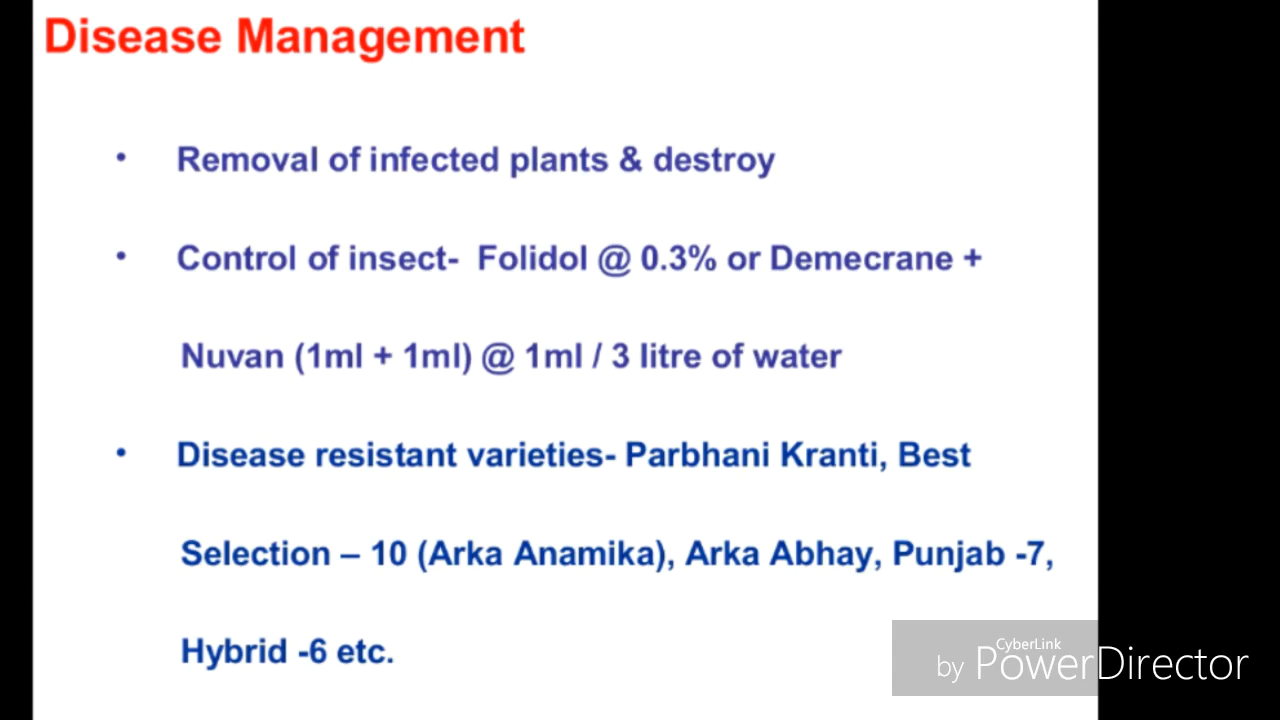 Disease Management
• Removal of infected plants & destroy
• Control of insect- Folidol @ 0.3% or Demecrane +
Nuvan (1ml + 1ml) @ 1ml / 3 litre of water
• Disease resistant varieties- Parbhani Kranti, Best
Selection – 10 (Arka Anamika), Arka Abhay, Punjab -7,
Hybrid -6 etc.
CyberLink
by PowerDirector